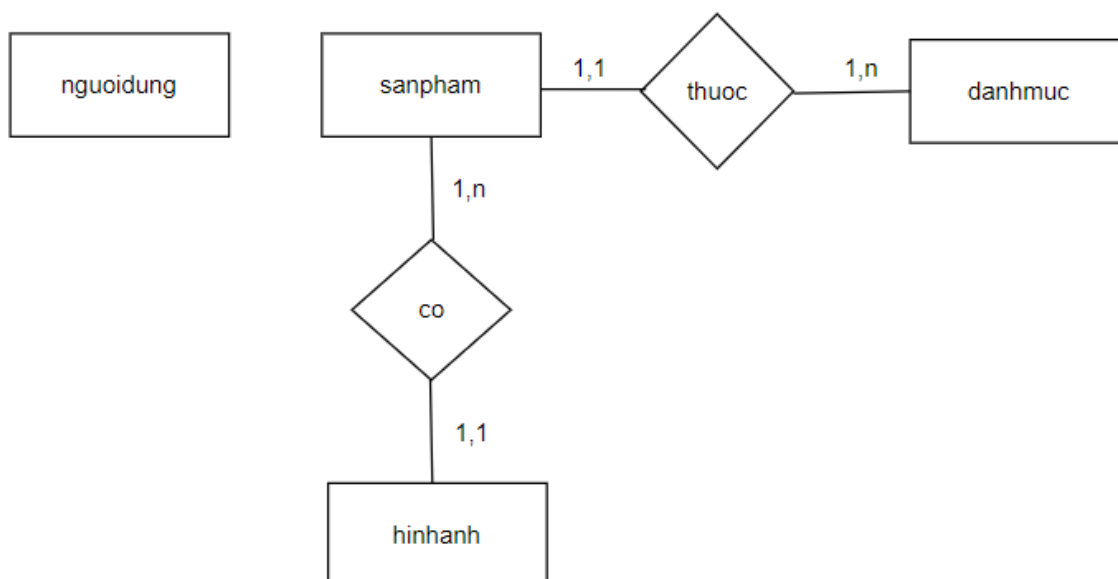 nguoidung
sanpham
1,1
thuoc
1,n
danhmuc
1,n
co
1,1
hinhanh